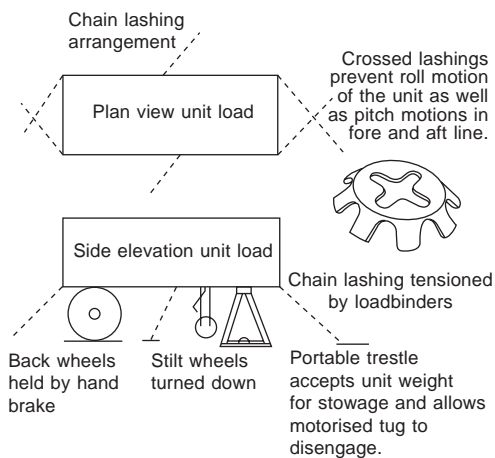 Chain lashing
arrangement
Crossed lashings
prevent roll motion
of the unit as well
as pitch motions in
fore and aft line.
Plan view unit load
Side elevation unit load
Chain lashing tensioned
by loadbinders
Back wheels
held by hand
brake
Stilt wheels
turned down
Portable trestle
accepts unit weight
for stowage and allows
motorised tug to
disengage.